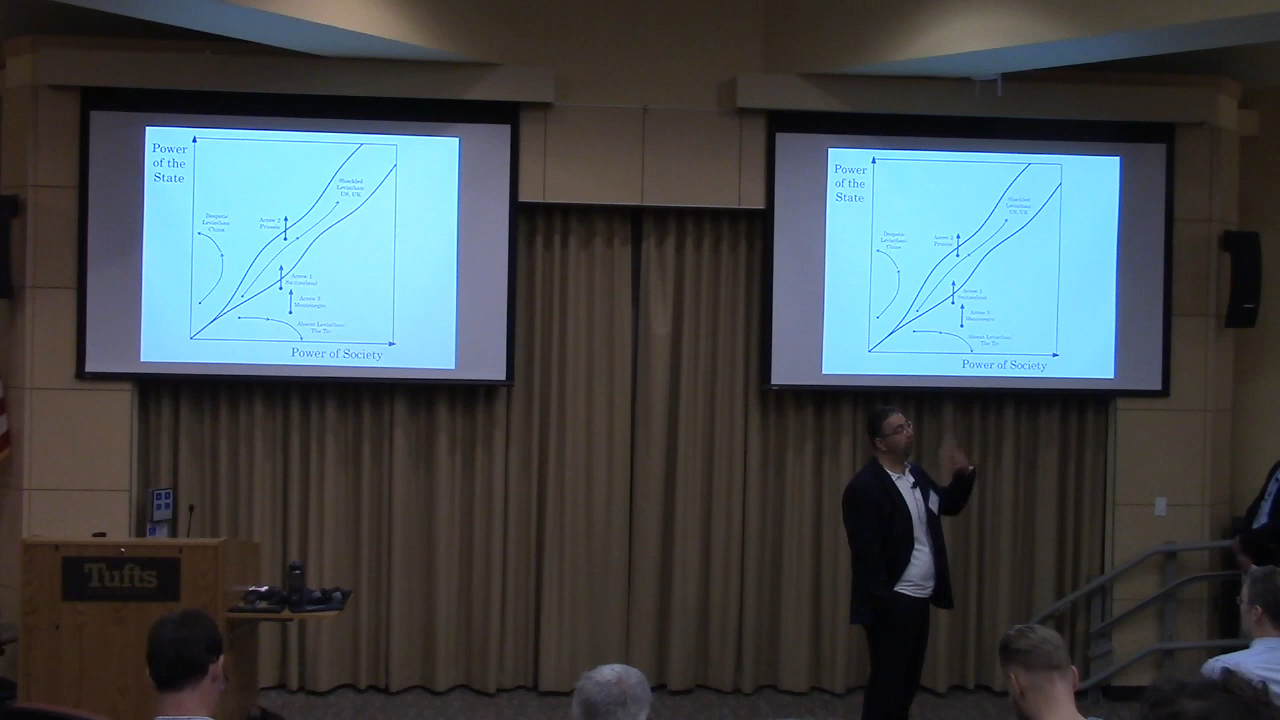 Power
of the
State
Shackled
Leviathan:
US, UK
Despotic
Leviathan:
China
Arrow 2
Prussia
Arrow 1
Switzerland
Arrow 3
Montenegro
Absent Leviathan:
The Tiv
Power of Society
Power
of the
State
Shackled
Leviathan:
US, UK
Despotic
Leviathan:
China
Arrow 2
Prussia
Arrow 1
Switzerland
Arrow 3
Montenegro
Absent Leviathan:
The Tiv
Power of Society
Tufts